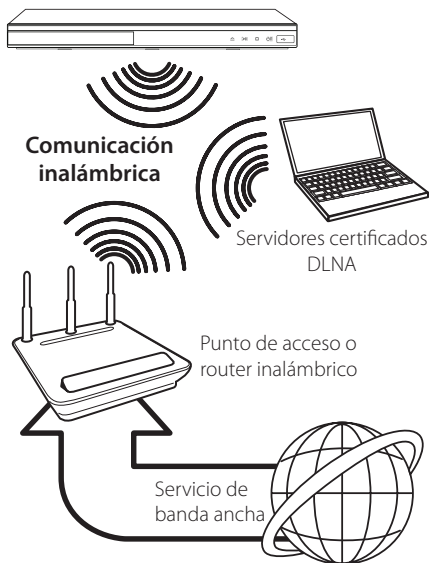 Comunicación
inalámbrica
Servidores certificados
DLNA
Punto de acceso o
router inalámbrico
Servicio de
banda ancha